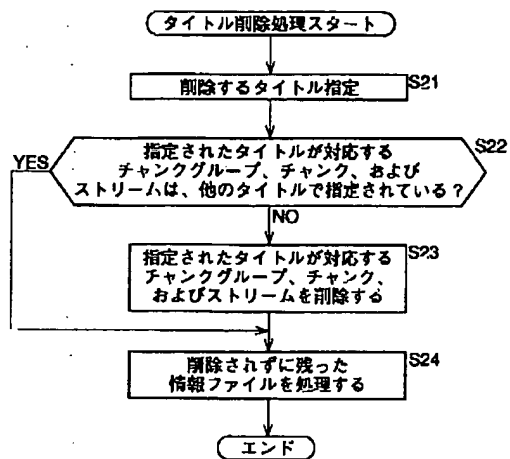 タイトル削除処理スタート
削除するタイトル指定
S21
指定されたタイトルが対応する
チャンクグループ、チャンク、および
ストリームは、他のタイトルで指定されている?
S22
YES
NO
指定されたタイトルが対応する
チャンクグループ、チャンク、
およびストリームを削除する
S23
削除されずに残った
情報ファイルを処理する
S24
エンド